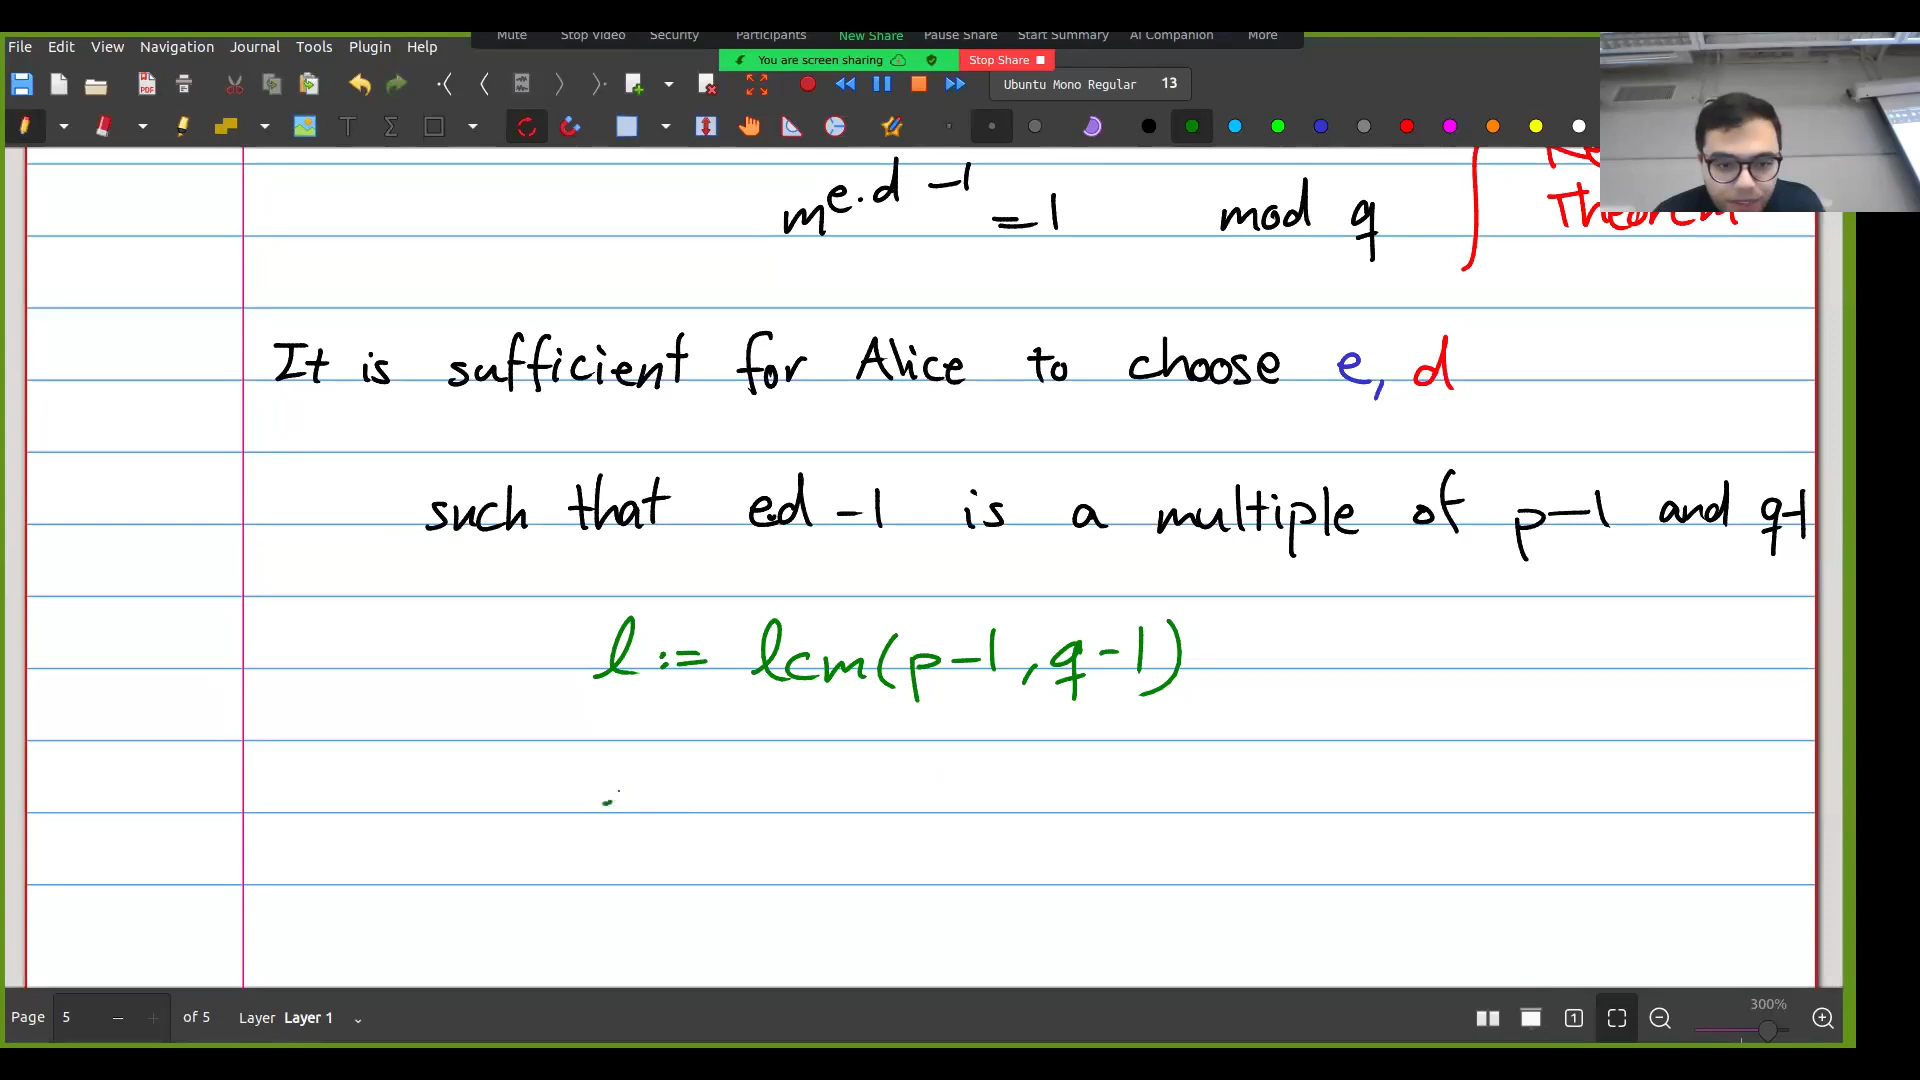 Mute Stop Video Security Participants New Share Pause Share Start Summary AI Companion More
File Edit View Navigation Journal Tools Plugin Help
You are screen sharing Stop Share
Ubuntu Mono Regular 13
m^{e·d-1} = 1 mod q
Theorem
It is sufficient for Alice to choose e, d
such that ed-1 is a multiple of p-1 and q-1
l := lcm(p-1, q-1)
Page 5 of 5 Layer Layer 1 300%